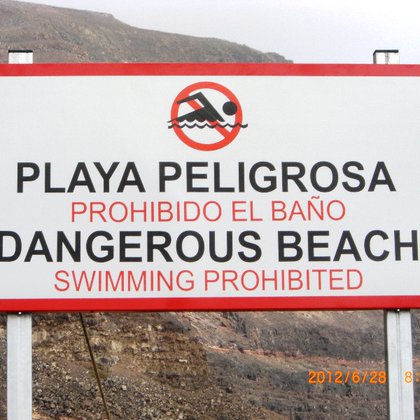 PLAYA PELIGROSA
PROHIBIDO EL BAÑO
DANGEROUS BEACH
SWIMMING PROHIBITED
2012/6/28